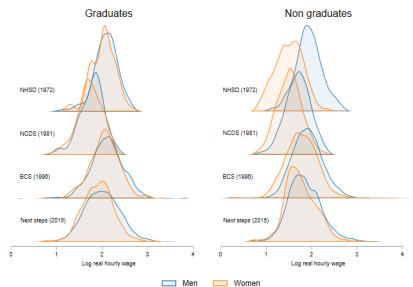 Graduates
NHSD (1972)
NCDS (1981)
BCS (1996)
Next steps (2015)
0 1 2 3 4
Log real hourly wage
Non graduates
NHSD (1972)
NCDS (1981)
BCS (1996)
Next steps (2015)
0 1 2 3 4
Log real hourly wage
Men Women